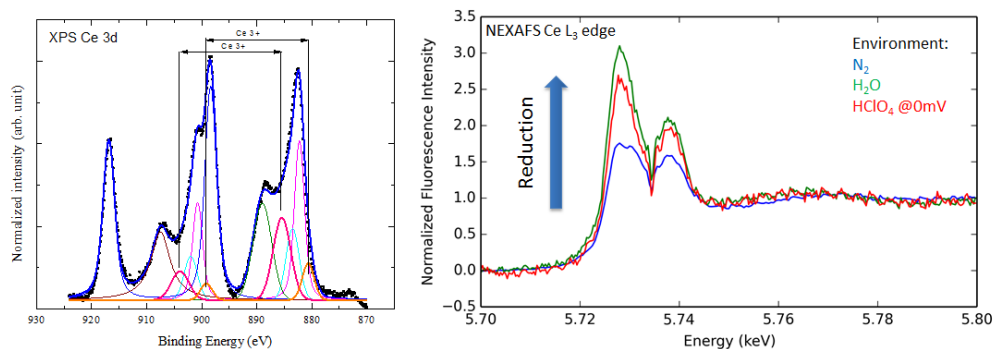 XPS Ce 3d
Ce 3+
Ce 3+
Normalized intensity (arb. unit)
930 920 910 900 890 880 870
Binding Energy (eV)
NEXAFS Ce L₃ edge
Environment:
N₂
H₂O
HClO₄ @0mV
Reduction
Normalized Fluorescence Intensity
3.5
3.0
2.5
2.0
1.5
1.0
0.5
0.0
−0.5
5.70 5.72 5.74 5.76 5.78 5.80
Energy (keV)